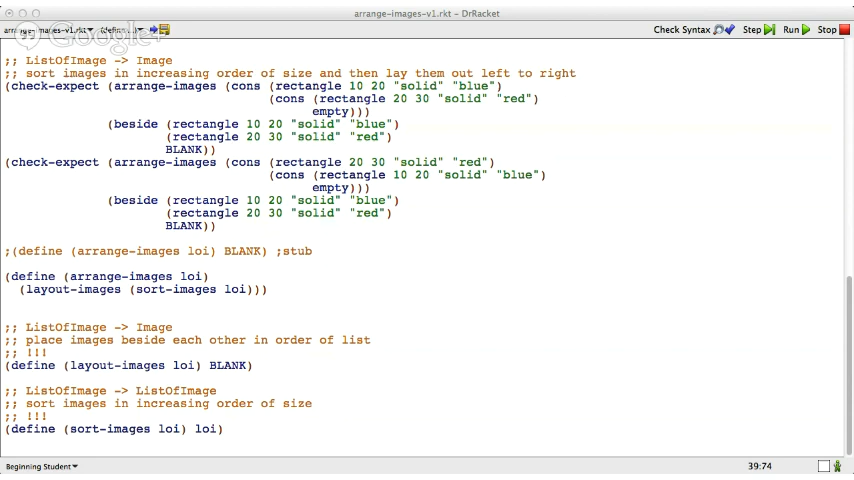 arrange-images-v1.rkt - DrRacket
arrange-images-v1.rkt▾ (define ...)▾
Google+
Check Syntax Step Run Stop
;; ListOfImage -> Image
;; sort images in increasing order of size and then lay them out left to right
(check-expect (arrange-images (cons (rectangle 10 20 "solid" "blue")
(cons (rectangle 20 30 "solid" "red")
empty)))
(beside (rectangle 10 20 "solid" "blue")
(rectangle 20 30 "solid" "red")
BLANK))
(check-expect (arrange-images (cons (rectangle 20 30 "solid" "red")
(cons (rectangle 10 20 "solid" "blue")
empty)))
(beside (rectangle 10 20 "solid" "blue")
(rectangle 20 30 "solid" "red")
BLANK))
;(define (arrange-images loi) BLANK) ;stub
(define (arrange-images loi)
(layout-images (sort-images loi)))
;; ListOfImage -> Image
;; place images beside each other in order of list
;; !!!
(define (layout-images loi) BLANK)
;; ListOfImage -> ListOfImage
;; sort images in increasing order of size
;; !!!
(define (sort-images loi) loi)
Beginning Student▾
39:74